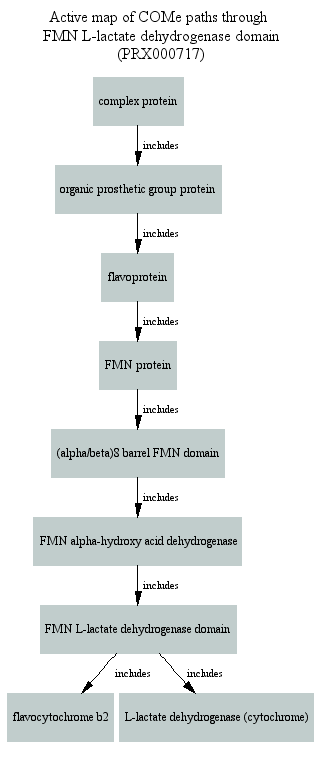 Active map of COMe paths through
FMN L-lactate dehydrogenase domain
(PRX000717)
complex protein
includes
organic prosthetic group protein
includes
flavoprotein
includes
FMN protein
includes
(alpha/beta)8 barrel FMN domain
includes
FMN alpha-hydroxy acid dehydrogenase
includes
FMN L-lactate dehydrogenase domain
includes includes
flavocytochrome b2 L-lactate dehydrogenase (cytochrome)